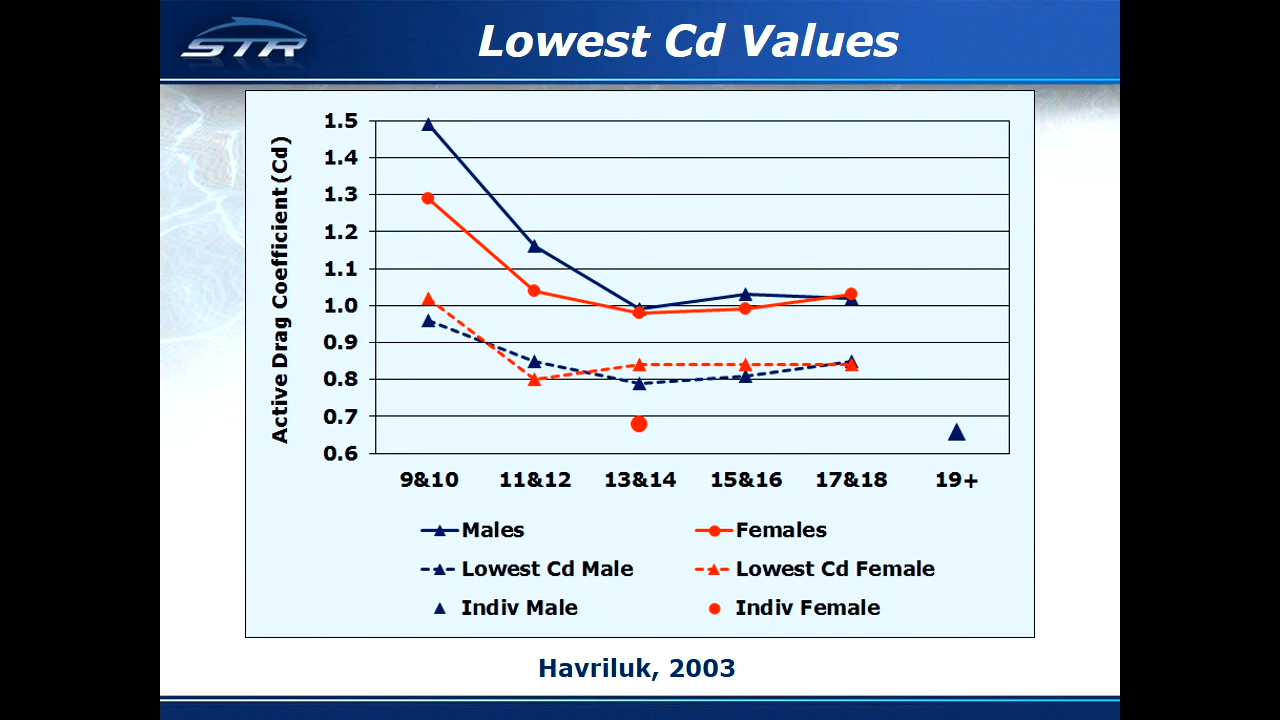 STR
Lowest Cd Values
Active Drag Coefficient (Cd)
1.5
1.4
1.3
1.2
1.1
1.0
0.9
0.8
0.7
0.6
9&10 11&12 13&14 15&16 17&18 19+
Males Females
Lowest Cd Male Lowest Cd Female
Indiv Male Indiv Female
Havriluk, 2003